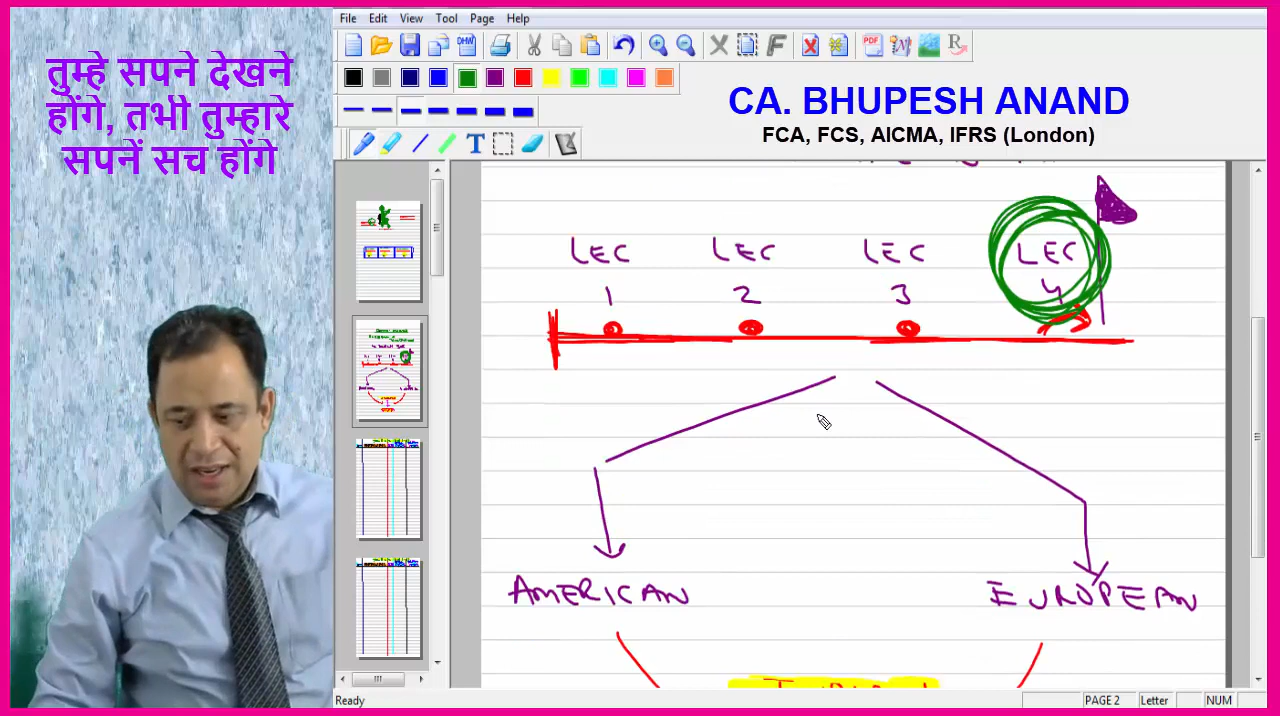 तुम्हे सपने देखने
होंगे, तभी तुम्हारे
सपनें सच होंगे
File Edit View Tool Page Help
CA. BHUPESH ANAND
FCA, FCS, AICMA, IFRS (London)
LEC LEC LEC LEC
1 2 3 4
AMERICAN EUROPEAN
Ready PAGE 2 Letter NUM